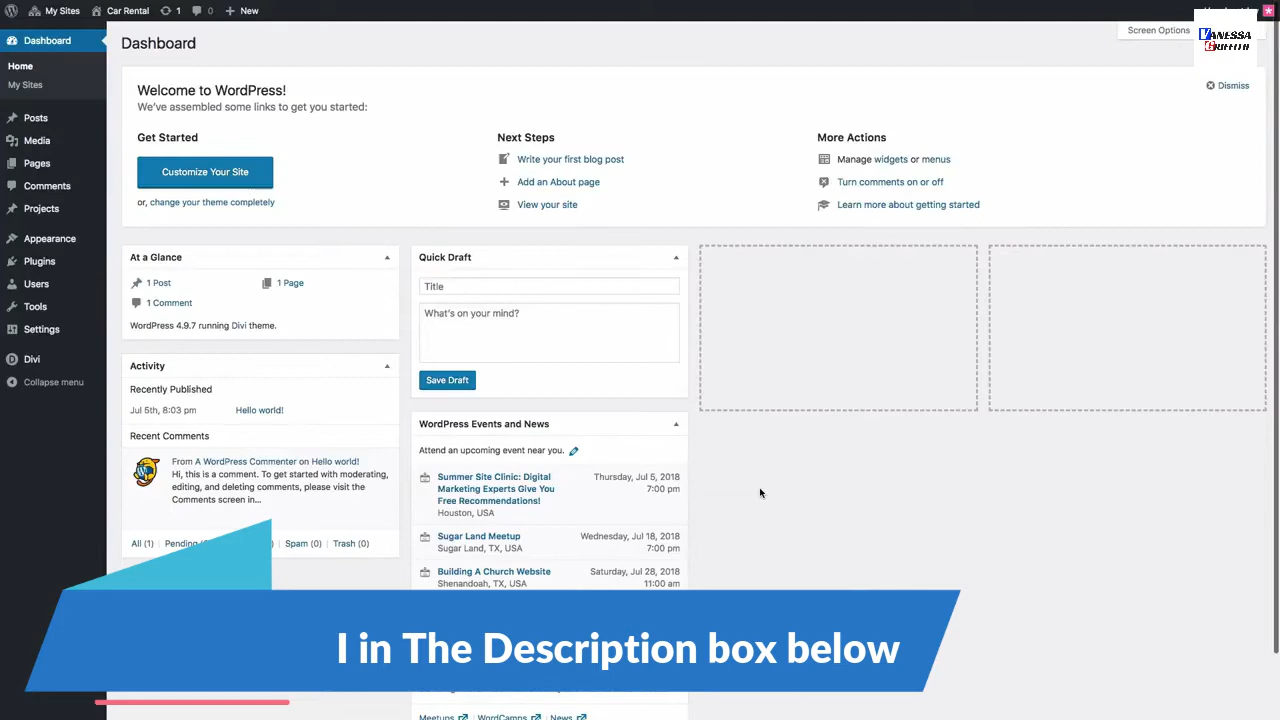 My Sites
Car Rental
1
0
New
Dashboard
Home
My Sites
Posts
Media
Pages
Comments
Projects
Appearance
Plugins
Users
Tools
Settings
Divi
Collapse menu
Dashboard
Screen Options
VANESSA
GRIFFIN
Welcome to WordPress!
We've assembled some links to get you started:
Dismiss
Get Started
Customize Your Site
or, change your theme completely
Next Steps
Write your first blog post
Add an About page
View your site
More Actions
Manage widgets or menus
Turn comments on or off
Learn more about getting started
At a Glance
1 Post
1 Page
1 Comment
WordPress 4.9.7 running Divi theme.
Activity
Recently Published
Jul 5th, 8:03 pm Hello world!
Recent Comments
From A WordPress Commenter on Hello world!
Hi, this is a comment. To get started with moderating,
editing, and deleting comments, please visit the
Comments screen in...
All (1) Pending Spam (0) Trash (0)
Quick Draft
Title
What's on your mind?
Save Draft
WordPress Events and News
Attend an upcoming event near you.
Summer Site Clinic: Digital
Marketing Experts Give You
Free Recommendations!
Houston, USA
Thursday, Jul 5, 2018
7:00 pm
Sugar Land Meetup
Sugar Land, TX, USA
Wednesday, Jul 18, 2018
7:00 pm
Building A Church Website
Shenandoah, TX, USA
Saturday, Jul 28, 2018
11:00 am
I in The Description box below
Meetups WordCamps News